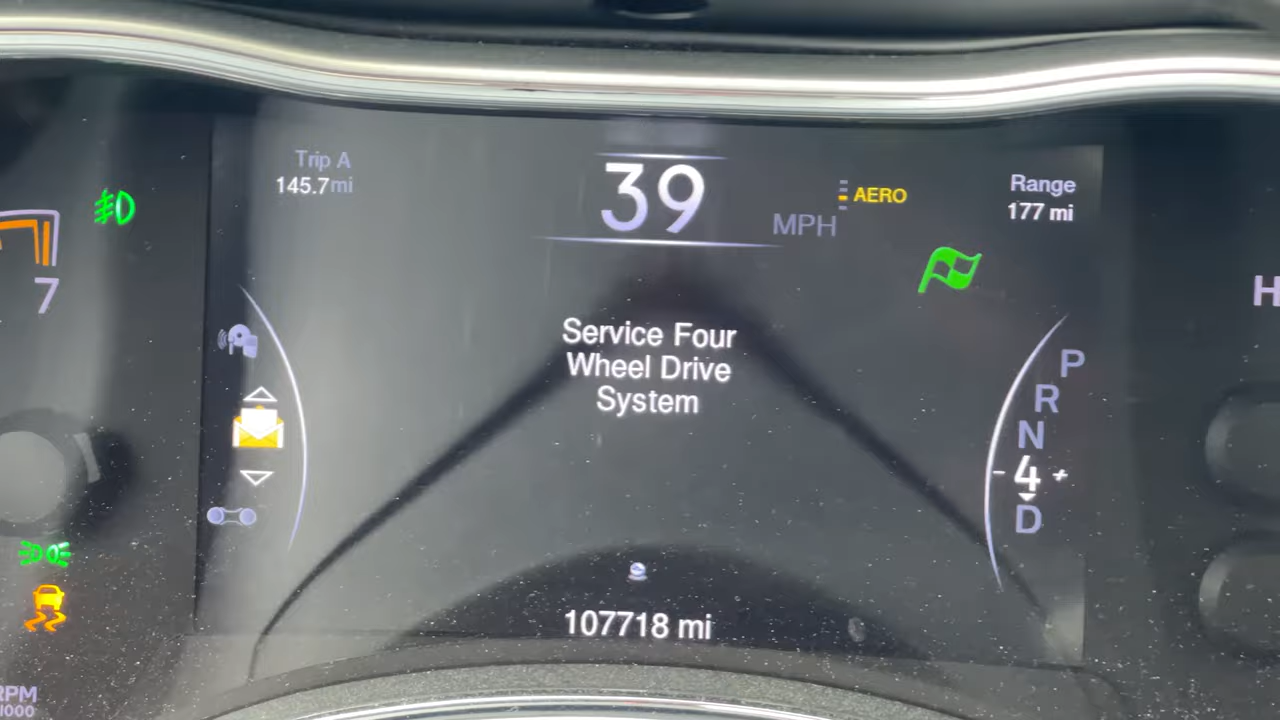 Trip A
145.7mi
39
MPH
AERO
Range
177 mi
7
H
Service Four
Wheel Drive
System
P
R
N
- 4 +
D
107718 mi
RPM